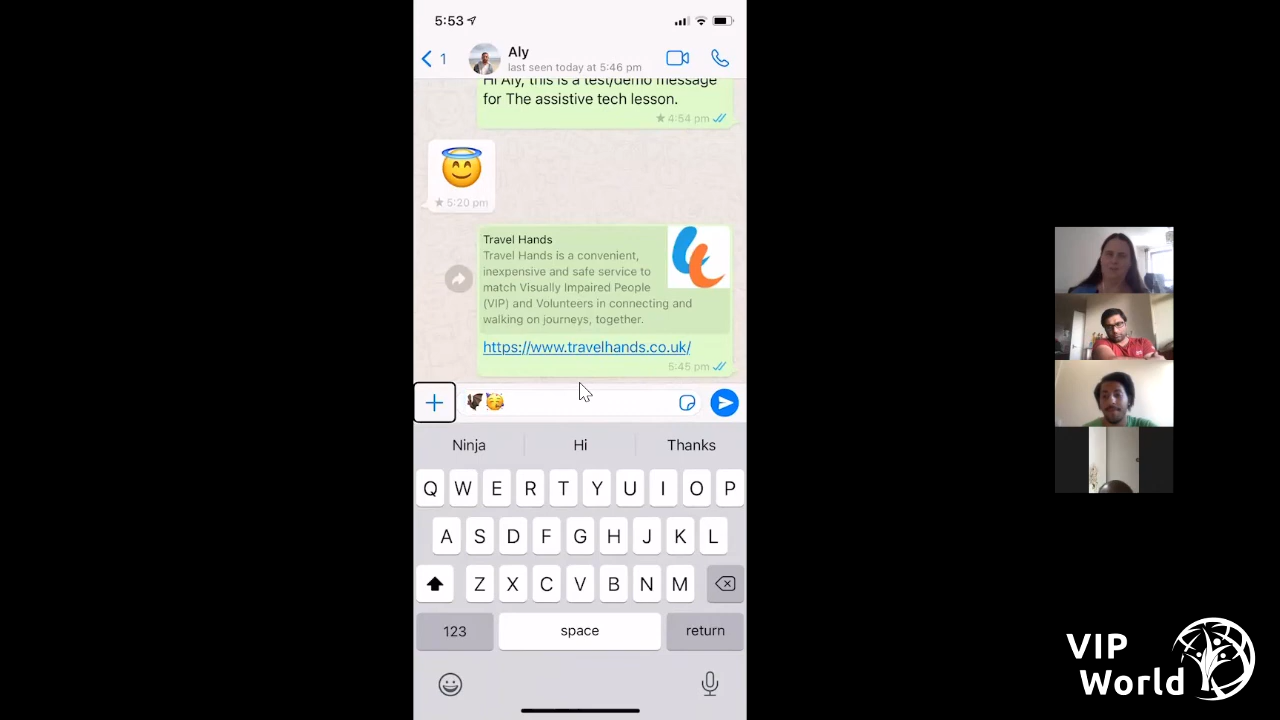 5:53
1
Aly
last seen today at 5:46 pm
Hi Aly, this is a test/demo message
for The assistive tech lesson.
4:54 pm
5:20 pm
Travel Hands
Travel Hands is a convenient,
inexpensive and safe service to
match Visually Impaired People
(VIP) and Volunteers in connecting and
walking on journeys, together.
https://www.travelhands.co.uk/
5:45 pm
Ninja Hi Thanks
Q W E R T Y U I O P
A S D F G H J K L
Z X C V B N M
123 space return
VIP
World